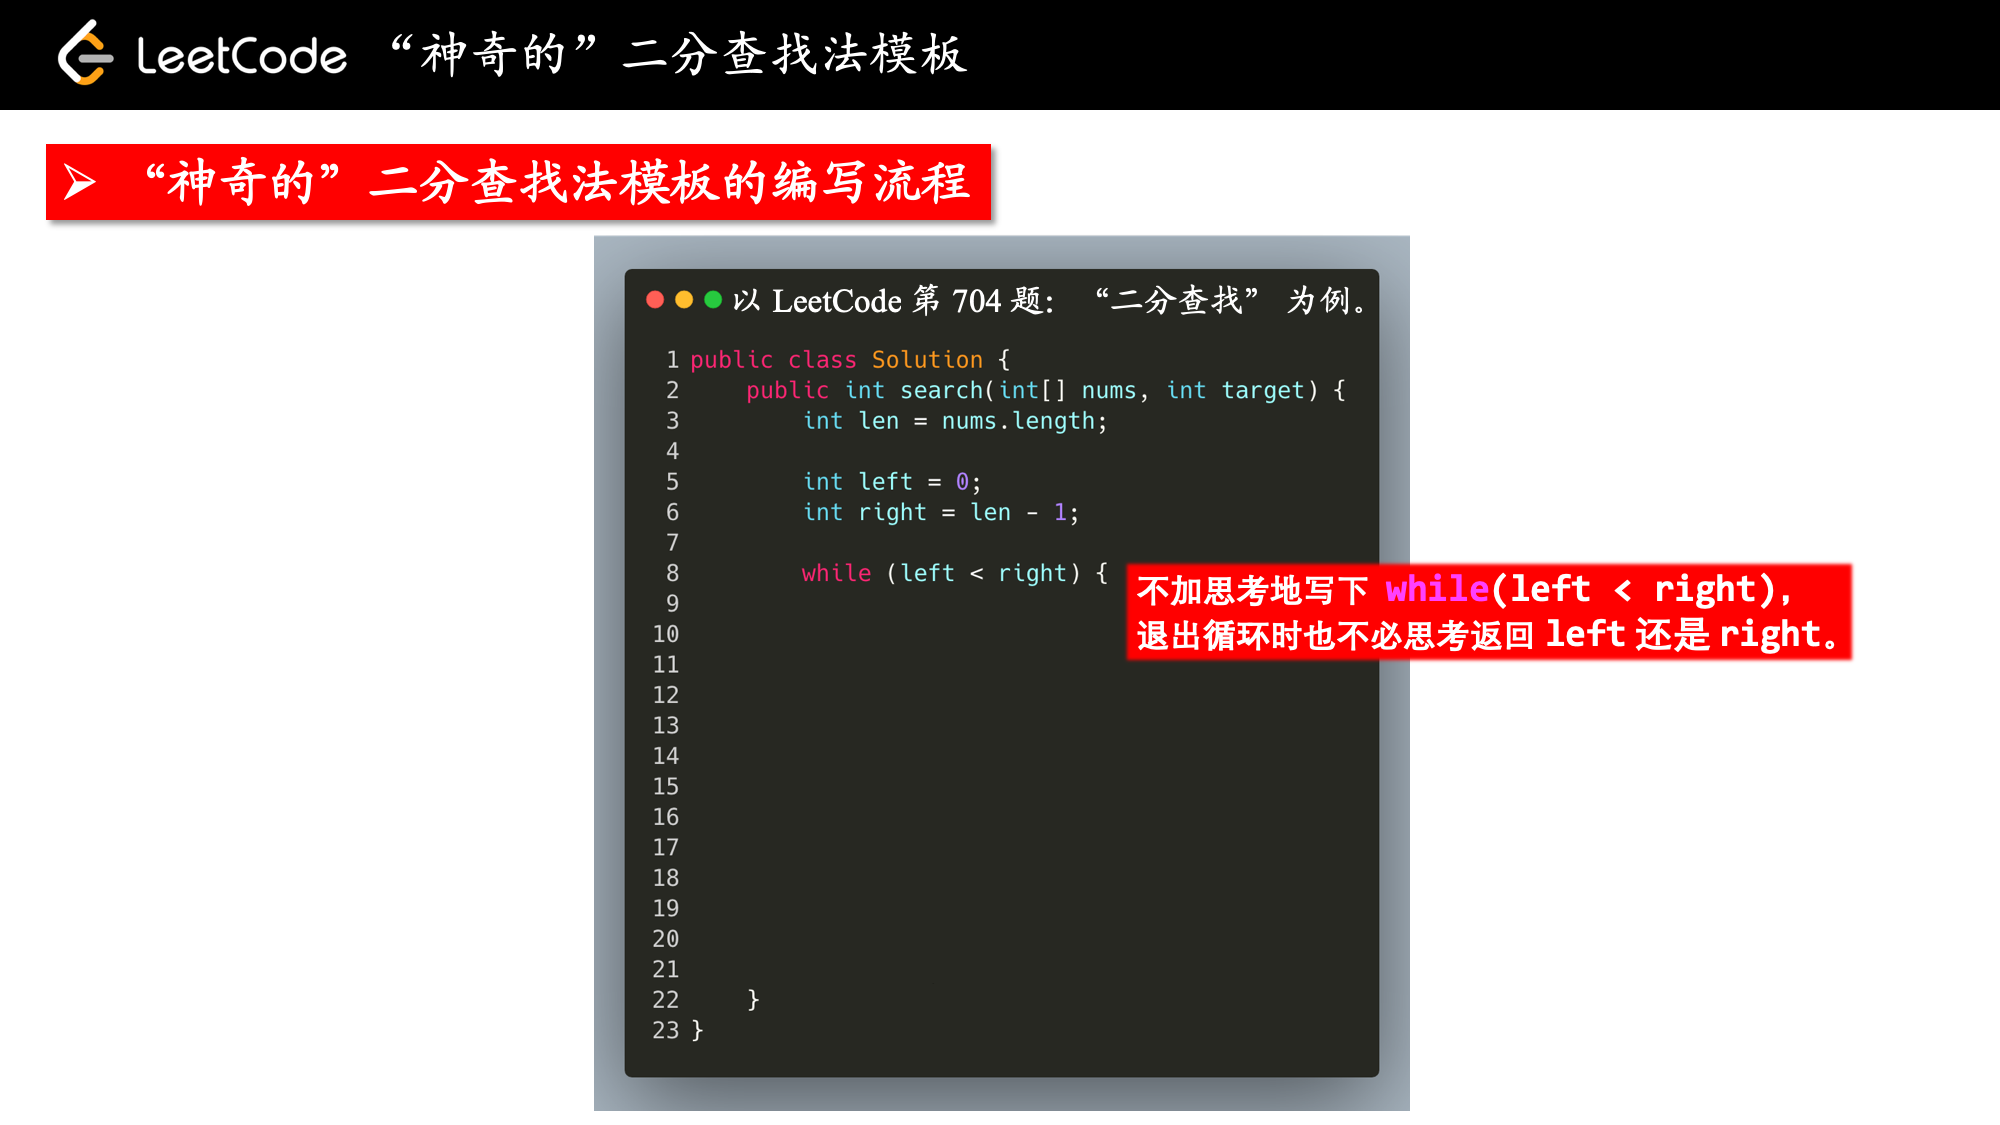 LeetCode “神奇的”二分查找法模板
➢ “神奇的”二分查找法模板的编写流程
以 LeetCode 第 704 题：“二分查找” 为例。
1 public class Solution {
2     public int search(int[] nums, int target) {
3         int len = nums.length;
4
5         int left = 0;
6         int right = len - 1;
7
8         while (left < right) {
不加思考地写下 while(left < right)，
退出循环时也不必思考返回 left 还是 right。
9
10
11
12
13
14
15
16
17
18
19
20
21
22     }
23 }